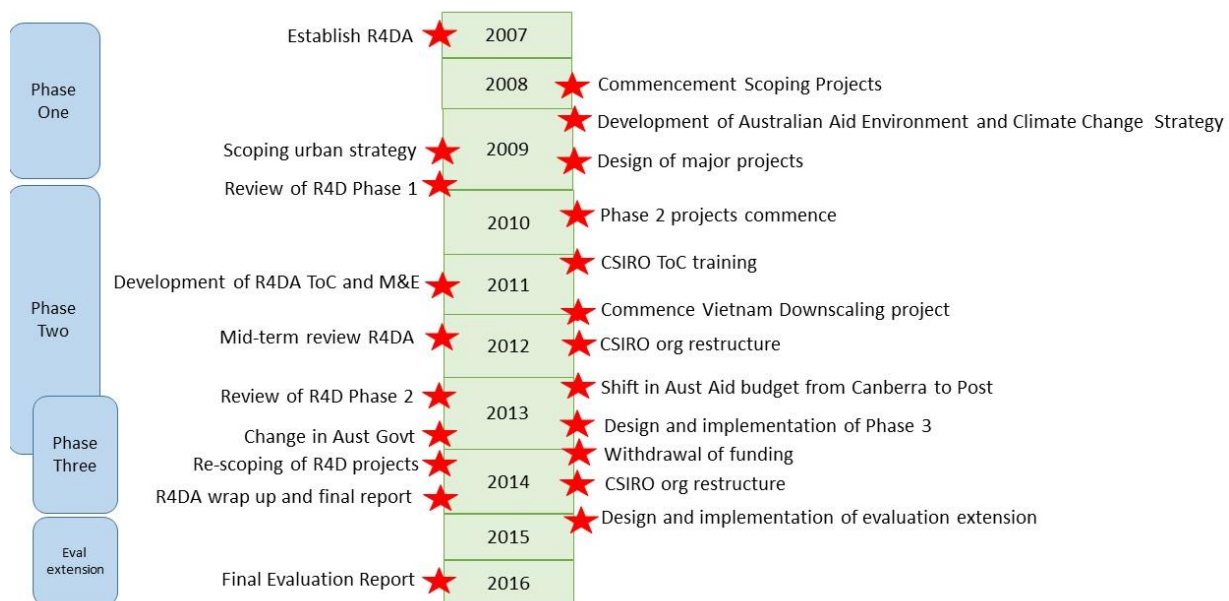 Phase
One
Phase
Two
Phase
Three
Eval
extension
Establish R4DA
2007
2008
Commencement Scoping Projects
Development of Australian Aid Environment and Climate Change Strategy
Scoping urban strategy
2009
Design of major projects
Review of R4D Phase 1
2010
Phase 2 projects commence
CSIRO ToC training
Development of R4DA ToC and M&E
2011
Commence Vietnam Downscaling project
Mid-term review R4DA
2012
CSIRO org restructure
Shift in Aust Aid budget from Canberra to Post
Review of R4D Phase 2
2013
Design and implementation of Phase 3
Change in Aust Govt
Withdrawal of funding
Re-scoping of R4D projects
2014
CSIRO org restructure
R4DA wrap up and final report
Design and implementation of evaluation extension
2015
Final Evaluation Report
2016